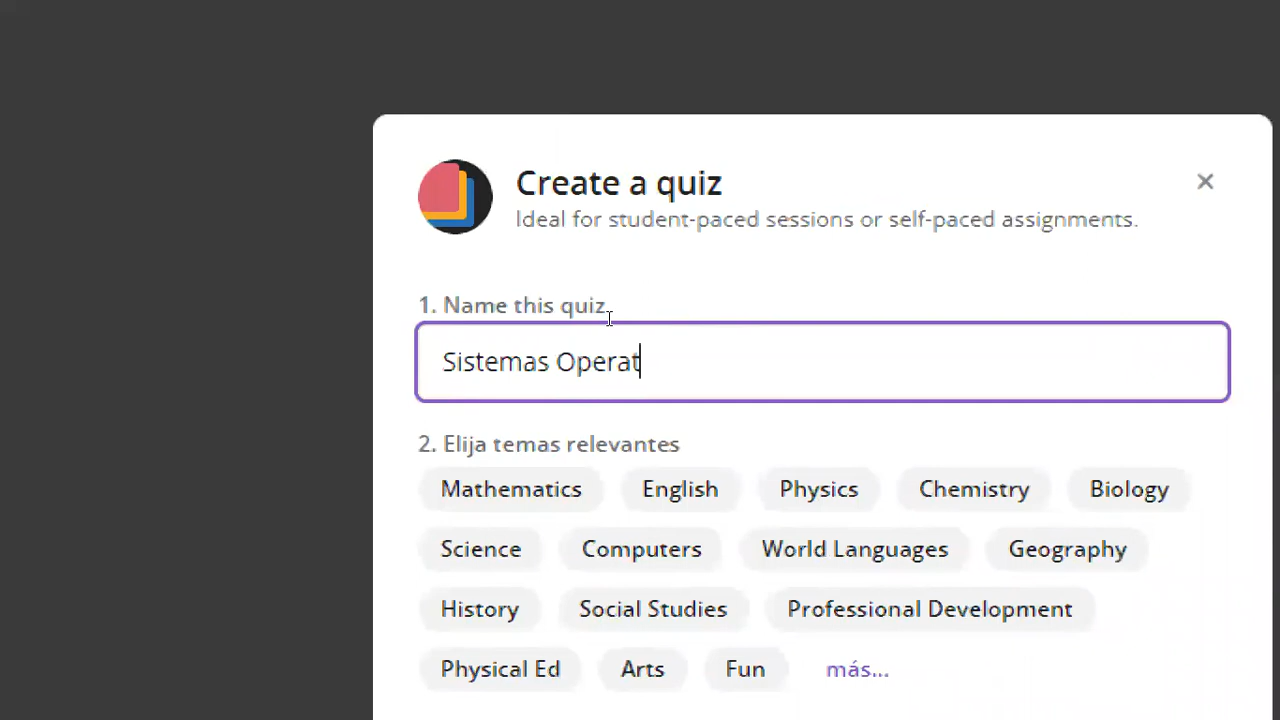 Create a quiz
Ideal for student-paced sessions or self-paced assignments.
1. Name this quiz
Sistemas Operat
2. Elija temas relevantes
Mathematics English Physics Chemistry Biology
Science Computers World Languages Geography
History Social Studies Professional Development
Physical Ed Arts Fun más...